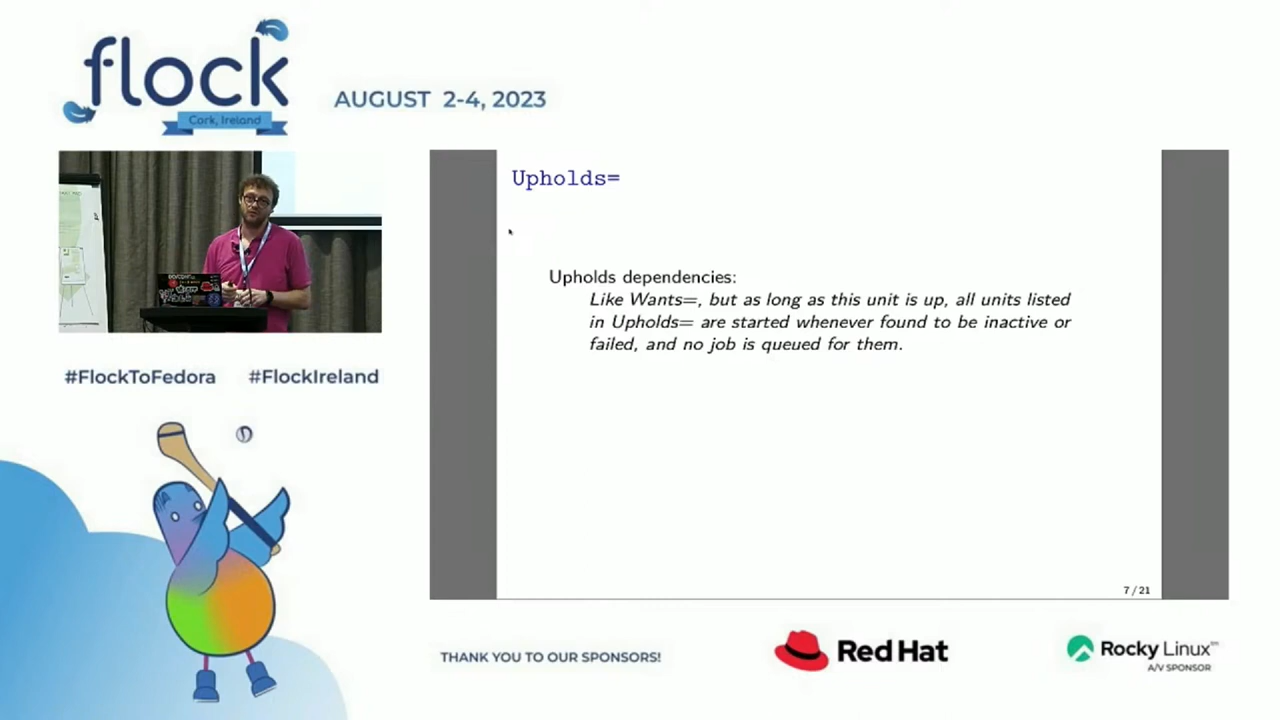 flock
Cork, Ireland
AUGUST 2-4, 2023
Upholds=
Upholds dependencies:
Like Wants=, but as long as this unit is up, all units listed
in Upholds= are started whenever found to be inactive or
failed, and no job is queued for them.
7 / 21
#FlockToFedora #FlockIreland
THANK YOU TO OUR SPONSORS!
Red Hat
Rocky Linux™
A/V SPONSOR